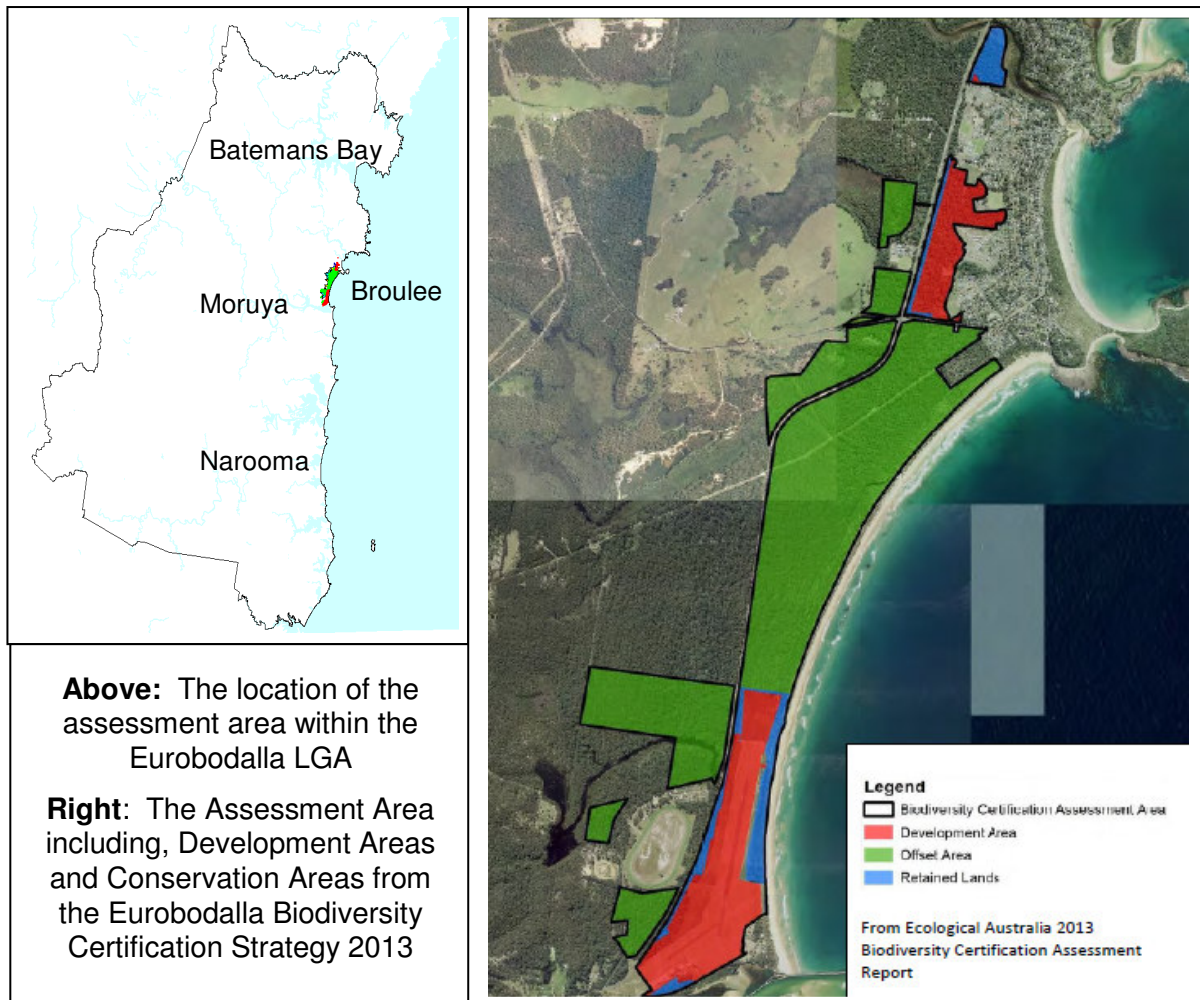 Batemans Bay
Moruya
Broulee
Narooma
Above: The location of the
assessment area within the
Eurobodalla LGA
Right: The Assessment Area
including, Development Areas
and Conservation Areas from
the Eurobodalla Biodiversity
Certification Strategy 2013
Legend
Biodiversity Certification Assessment Area
Development Area
Offset Area
Retained Lands
From Ecological Australia 2013
Biodiversity Certification Assessment
Report